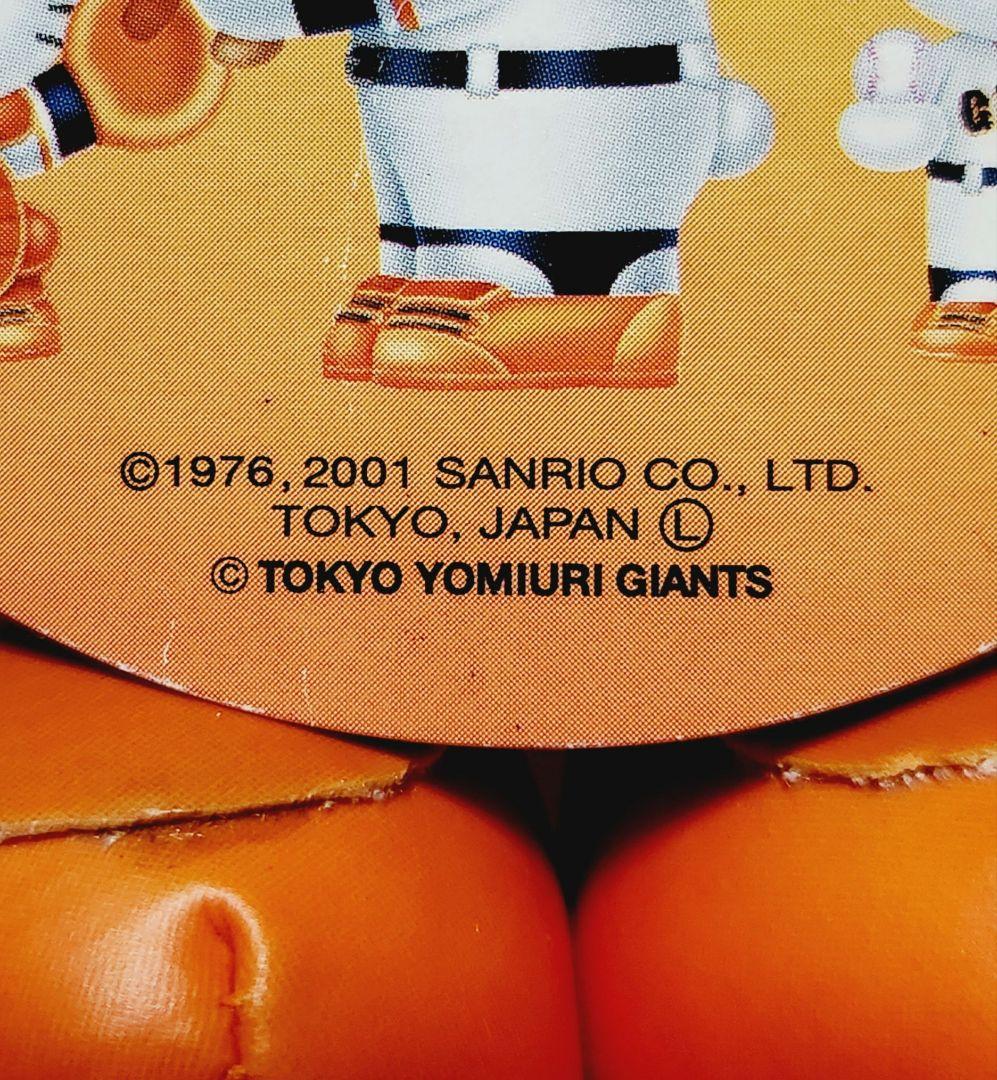 ©1976, 2001 SANRIO CO., LTD.
TOKYO, JAPAN Ⓛ
© TOKYO YOMIURI GIANTS